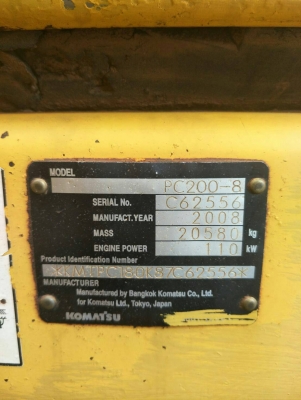 MODEL PC200-8
SERIAL No. C62556
MANUFACT.YEAR 2008
MASS 20580 kg
ENGINE POWER 110 kW
Product Identification Number
MANUFACTURER
Manufactured by Bangkok Komatsu Co., Ltd.
for Komatsu Ltd., Tokyo, Japan
KOMATSU